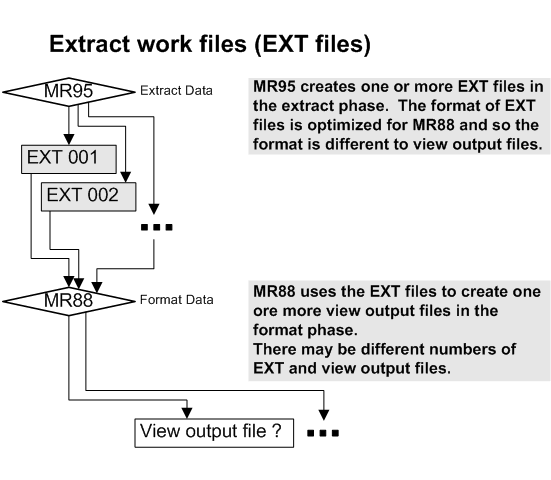 Extract work files (EXT files)
MR95
Extract Data
MR95 creates one or more EXT files in
the extract phase.  The format of EXT
files is optimized for MR88 and so the
format is different to view output files.
EXT 001
EXT 002
...
MR88
Format Data
MR88 uses the EXT files to create one
ore more view output files in the
format phase.
There may be different numbers of
EXT and view output files.
View output file ?
...